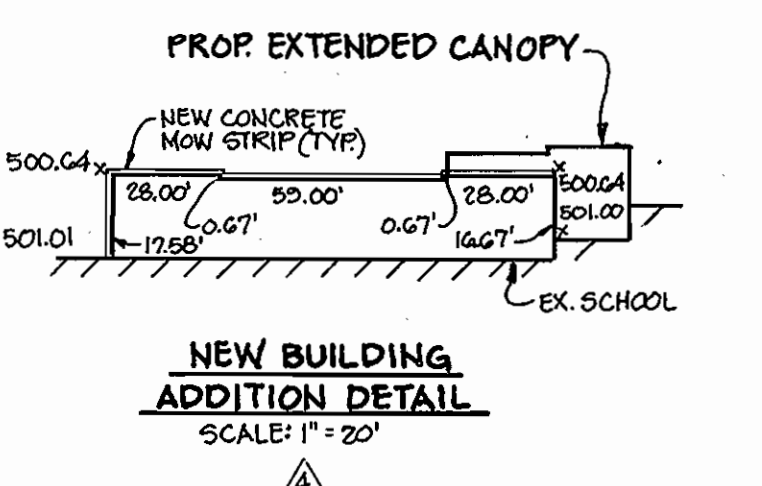 PROP. EXTENDED CANOPY
NEW CONCRETE
MOW STRIP (TYP.)
500.64
28.00'
59.00'
28.00'
500.64
0.67'
0.67'
501.00
501.01
17.58'
16.67'
EX. SCHOOL
NEW BUILDING
ADDITION DETAIL
SCALE: 1" = 20'
4